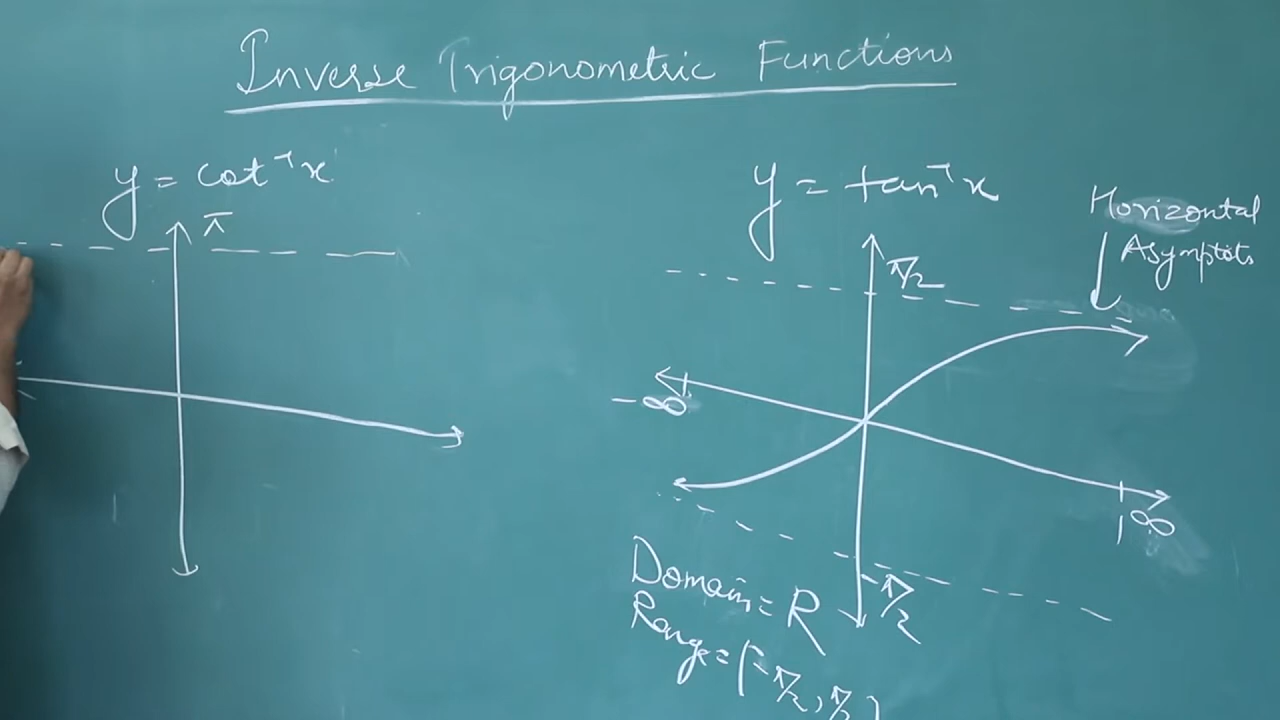 Inverse Trigonometric Functions
y = cot⁻¹x
π
y = tan⁻¹x
Horizontal
Asymptots
π/2
-∞
∞
-π/2
Domain = R
Range = (-π/2, π/2)